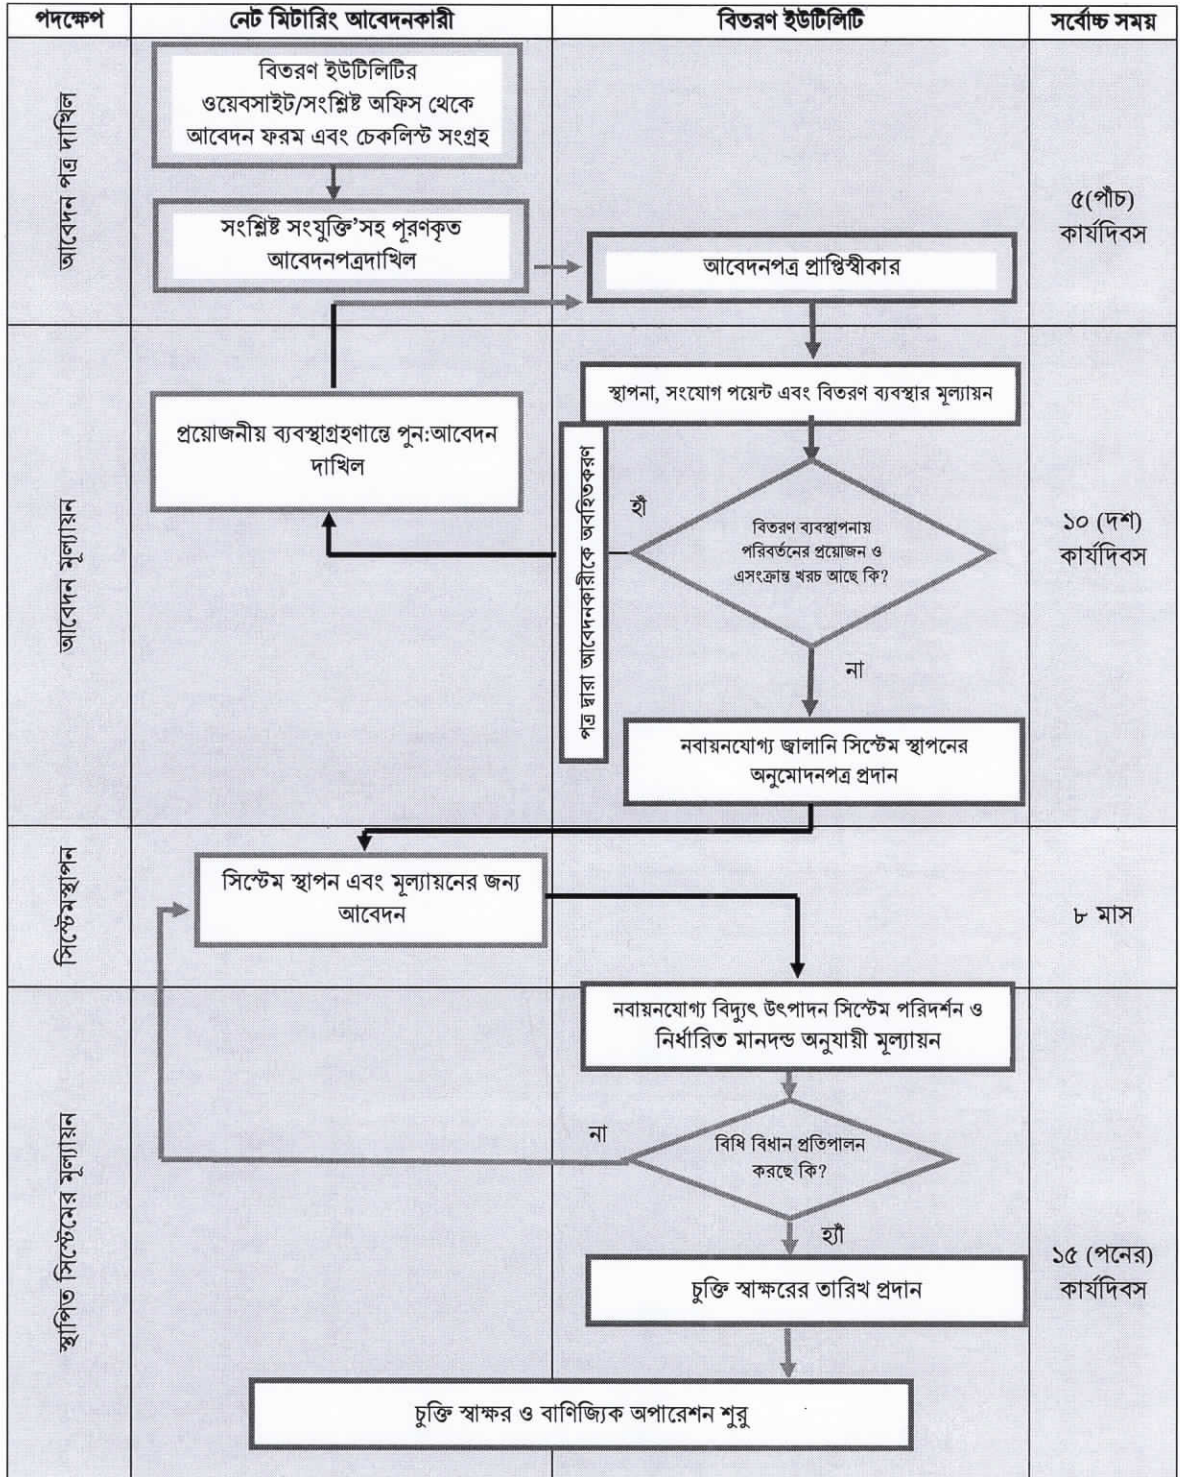 পদক্ষেপ
নেট মিটারিং আবেদনকারী
বিতরণ ইউটিলিটি
সর্বোচ্চ সময়
আবেদন পত্র দাখিল
বিতরণ ইউটিলিটির
ওয়েবসাইট/সংশ্লিষ্ট অফিস থেকে
আবেদন ফরম এবং চেকলিস্ট সংগ্রহ
সংশ্লিষ্ট সংযুক্তি'সহ পূরণকৃত
আবেদনপত্রদাখিল
আবেদনপত্র প্রাপ্তিস্বীকার
৫(পাঁচ)
কার্যদিবস
আবেদন মূল্যায়ন
স্থাপনা, সংযোগ পয়েন্ট এবং বিতরণ ব্যবস্থার মূল্যায়ন
প্রয়োজনীয় ব্যবস্থাগ্রহণান্তে পুন:আবেদন
দাখিল
পত্র দ্বারা আবেদনকারীকে অবহিতকরণ
হাঁ
বিতরণ ব্যবস্থাপনায়
পরিবর্তনের প্রয়োজন ও
এসংক্রান্ত খরচ আছে কি?
না
নবায়নযোগ্য জ্বালানি সিস্টেম স্থাপনের
অনুমোদনপত্র প্রদান
১০ (দশ)
কার্যদিবস
সিস্টেমস্থাপন
সিস্টেম স্থাপন এবং মূল্যায়নের জন্য
আবেদন
৮ মাস
স্থাপিত সিস্টেমের মূল্যায়ন
নবায়নযোগ্য বিদ্যুৎ উৎপাদন সিস্টেম পরিদর্শন ও
নির্ধারিত মানদন্ড অনুযায়ী মূল্যায়ন
না
বিধি বিধান প্রতিপালন
করছে কি?
হ্যাঁ
চুক্তি স্বাক্ষরের তারিখ প্রদান
১৫ (পনের)
কার্যদিবস
চুক্তি স্বাক্ষর ও বাণিজ্যিক অপারেশন শুরু